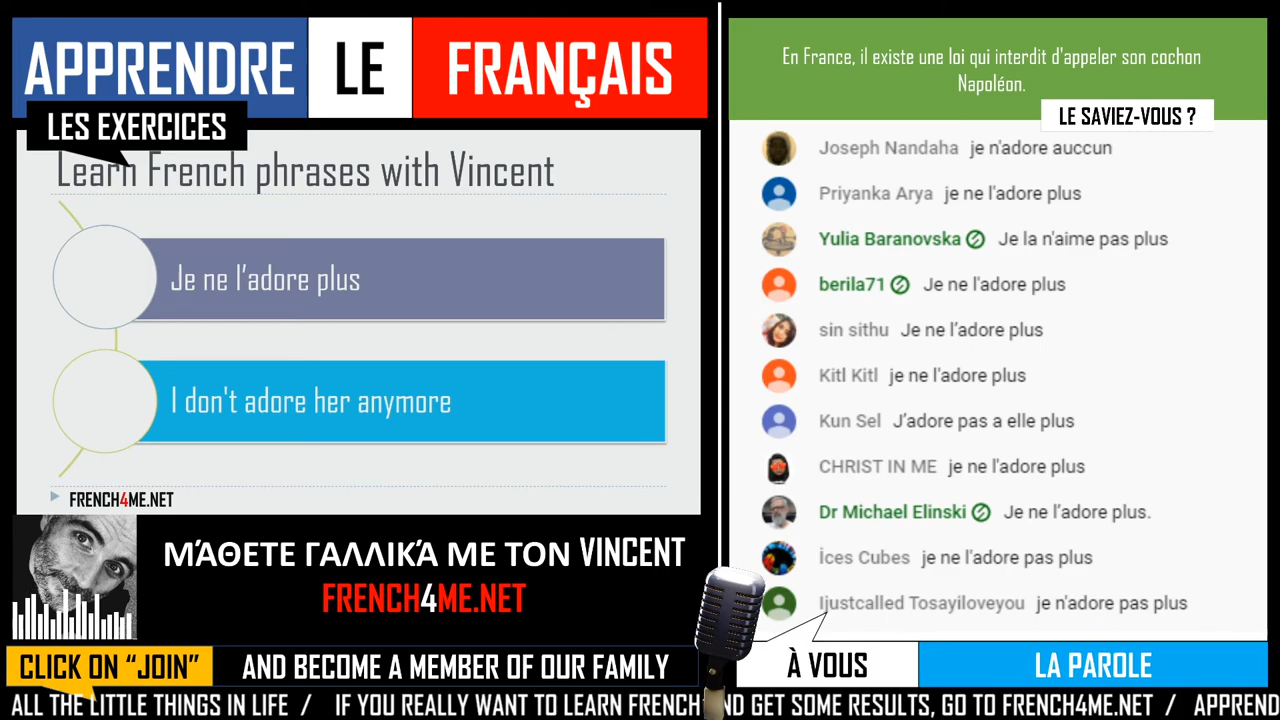 APPRENDRE LE FRANÇAIS
LES EXERCICES
Learn French phrases with Vincent
Je ne l’adore plus
I don't adore her anymore
FRENCH4ME.NET
ΜΆΘΕΤΕ ΓΑΛΛΙΚΆ ΜΕ ΤΟΝ VINCENT
FRENCH4ME.NET
CLICK ON “JOIN” AND BECOME A MEMBER OF OUR FAMILY
En France, il existe une loi qui interdit d'appeler son cochon
Napoléon.
LE SAVIEZ-VOUS ?
Joseph Nandaha je n'adore auccun
Priyanka Arya je ne l'adore plus
Yulia Baranovska Je la n'aime pas plus
berila71 Je ne l'adore plus
sin sithu Je ne l’adore plus
Kitl Kitl je ne l'adore plus
Kun Sel J’adore pas a elle plus
CHRIST IN ME je ne l'adore plus
Dr Michael Elinski Je ne l’adore plus.
İces Cubes je ne l'adore pas plus
Ijustcalled Tosayiloveyou je n'adore pas plus
À VOUS LA PAROLE
ALL THE LITTLE THINGS IN LIFE / IF YOU REALLY WANT TO LEARN FRENCH ND GET SOME RESULTS, GO TO FRENCH4ME.NET / APPREND